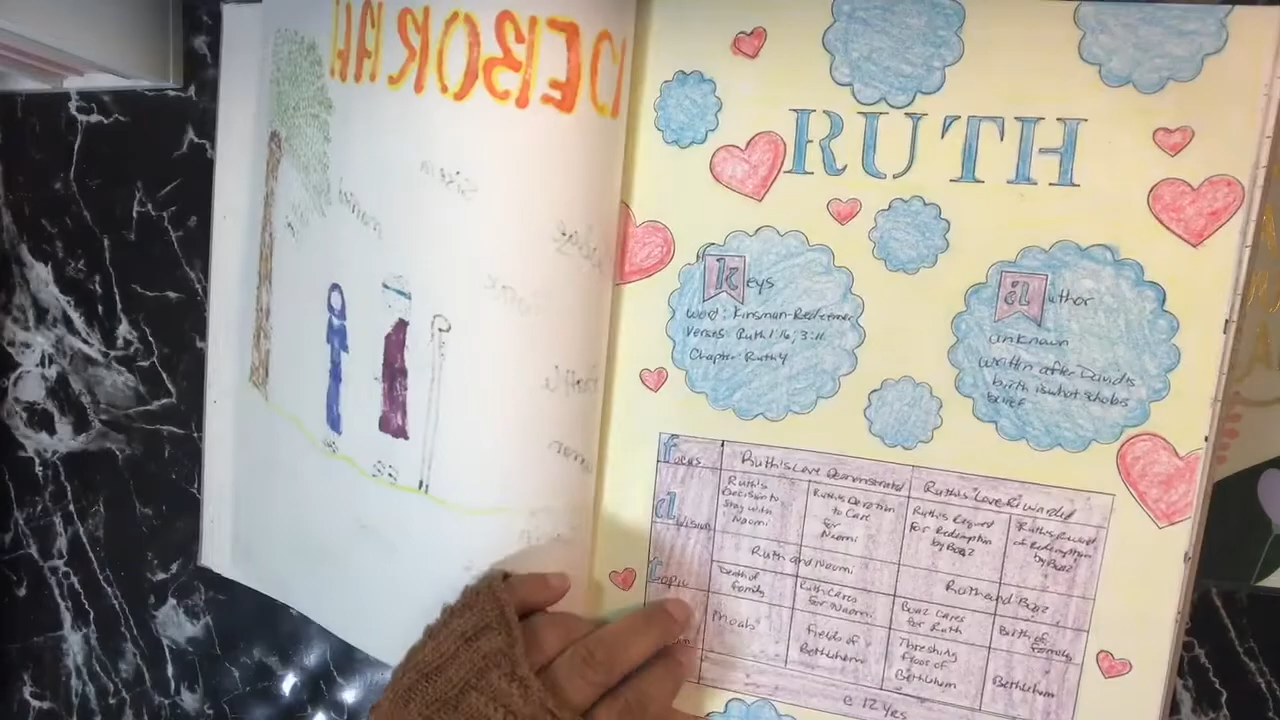 DEBORAH
RUTH
Keys
word: Kinsman-Redeemer
Verses: Ruth 1:16; 3:11
Chapter: Ruth 4
Author
unknown
written after Davids
birth is what scholes
belief
focus
Ruth's Love Demonstrated
Ruth's Love Rewarded
division
Ruth's
Decision to
Stay with
Naomi
Ruth's Devotion
to Care
for
Naomi
Ruth's Request
for Redemption
by Boaz
Ruth's Reward
of Redemption
by Boaz
topic
Ruth and Naomi
Ruth and Boaz
Death of
family
Ruth Cares
for Naomi
Boaz Cares
for Ruth
Birth of
family
Moab
Fields of
Bethlehem
Threshing
floor of
Bethlehem
Bethlehem
c 12 yrs